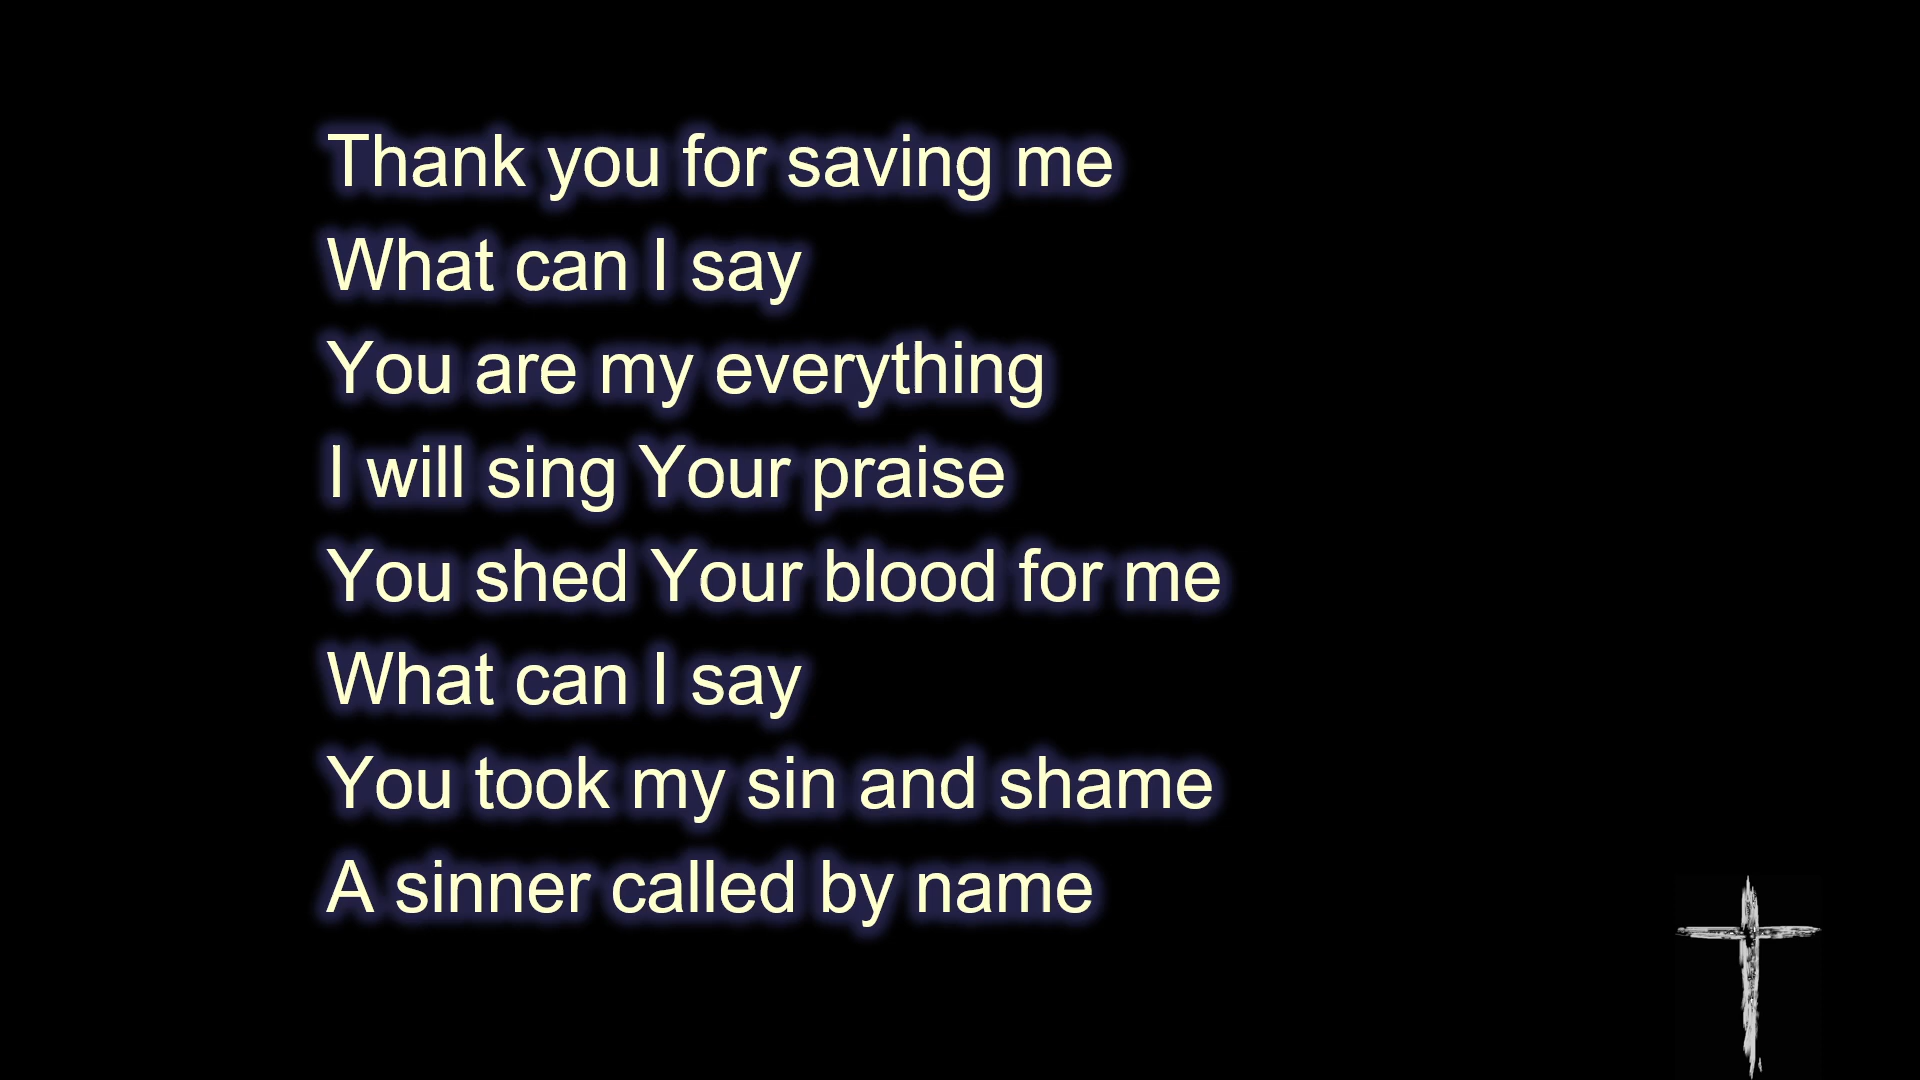 Thank you for saving me
What can I say
You are my everything
I will sing Your praise
You shed Your blood for me
What can I say
You took my sin and shame
A sinner called by name